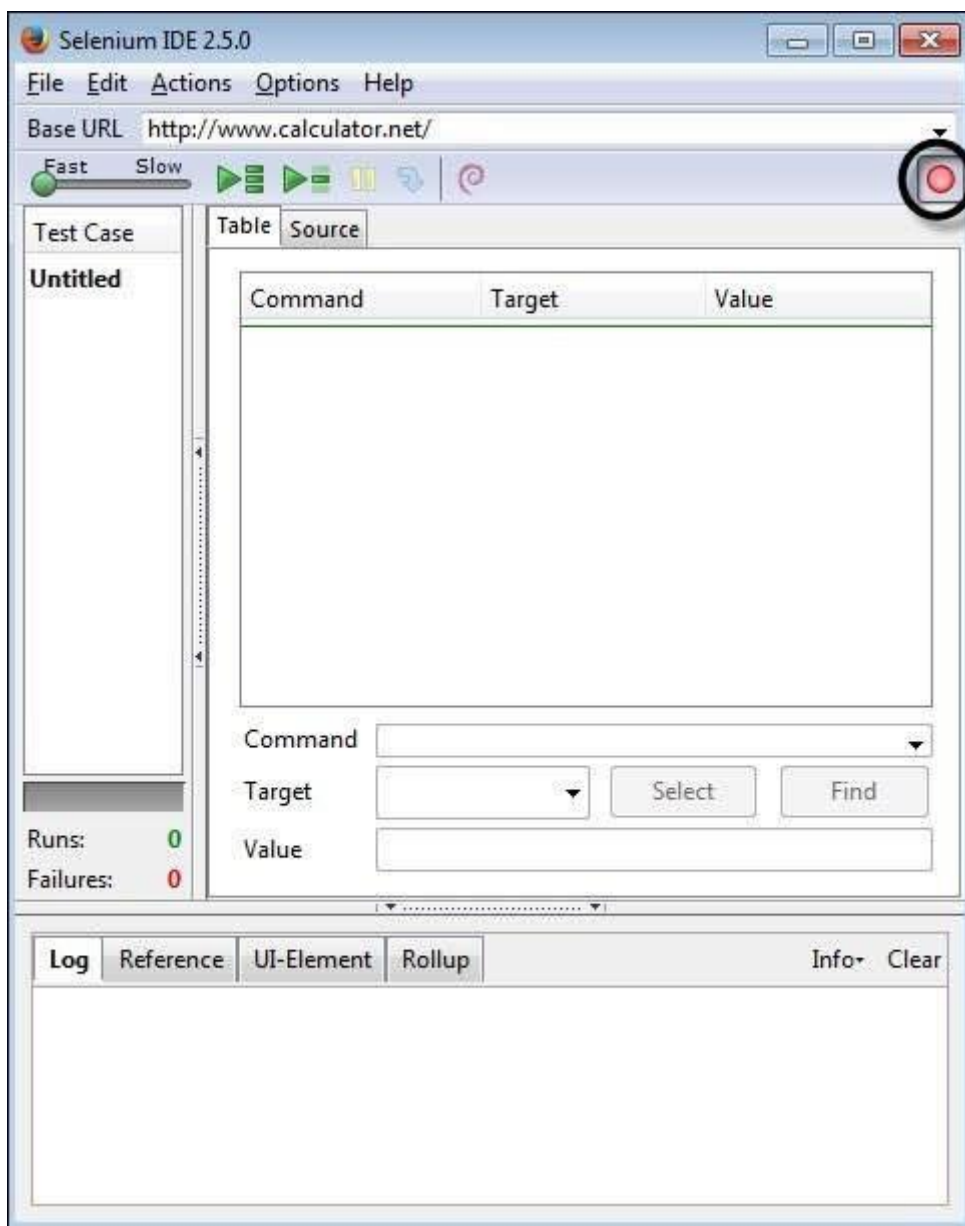 Selenium IDE 2.5.0
File Edit Actions Options Help
Base URL http://www.calculator.net/
Fast Slow
Test Case
Untitled
Table Source
Command Target Value
Command
Target Select Find
Value
Runs: 0
Failures: 0
Log Reference UI-Element Rollup Info Clear